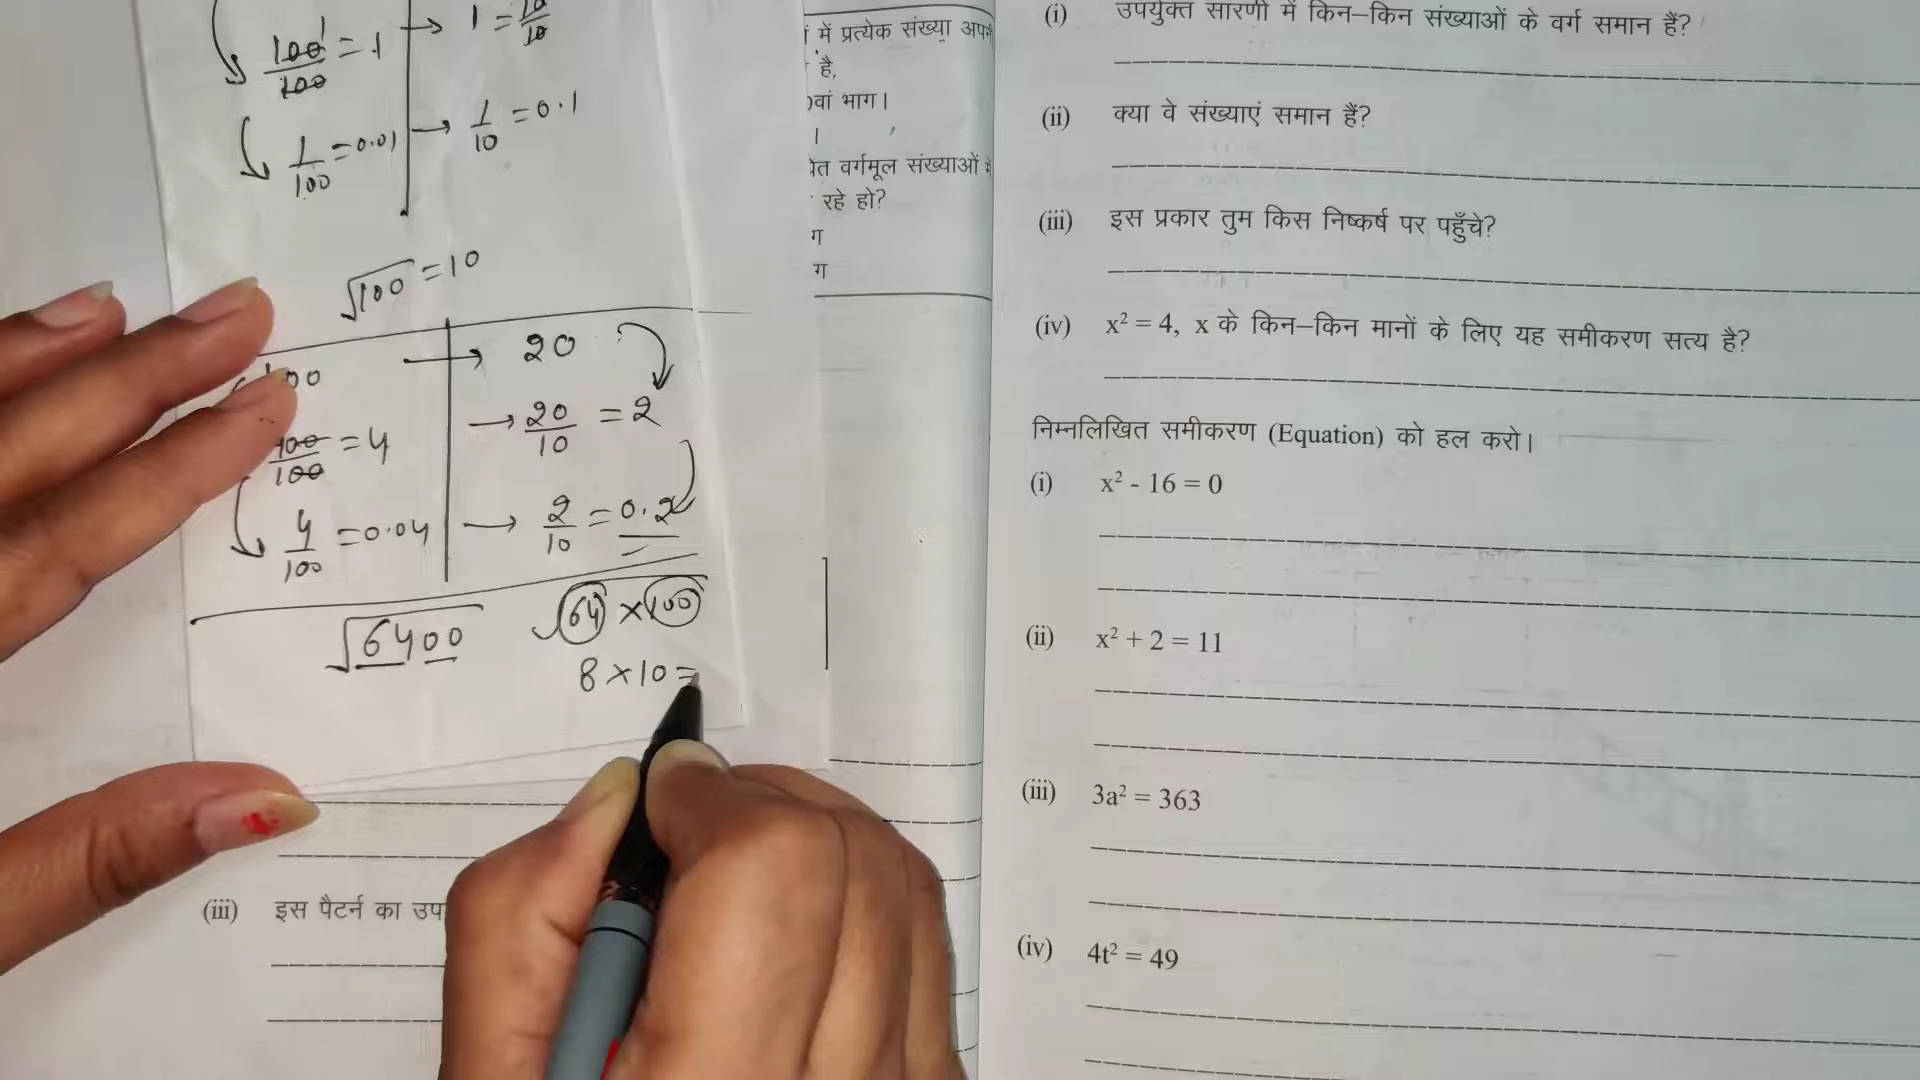 100/100 = 1 → 1 = 10/10
1/100 = 0.01 → 1/10 = 0.1
√100 = 10
→ 20
→ 20/10 = 2
400/100 = 4
4/100 = 0.04 → 2/10 = 0.2
√6400 √64 × 100
8 × 10 =
में प्रत्येक संख्या
है,
वां भाग।
।
वर्गमूल संख्याओं
रहे हो?
ग
ग
(iii) इस पैटर्न का
(i) उपर्युक्त सारणी में किन–किन संख्याओं के वर्ग समान हैं?
(ii) क्या वे संख्याएं समान हैं?
(iii) इस प्रकार तुम किस निष्कर्ष पर पहुँचे?
(iv) x² = 4, x के किन–किन मानों के लिए यह समीकरण सत्य है?
निम्नलिखित समीकरण (Equation) को हल करो।
(i) x² - 16 = 0
(ii) x² + 2 = 11
(iii) 3a² = 363
(iv) 4t² = 49